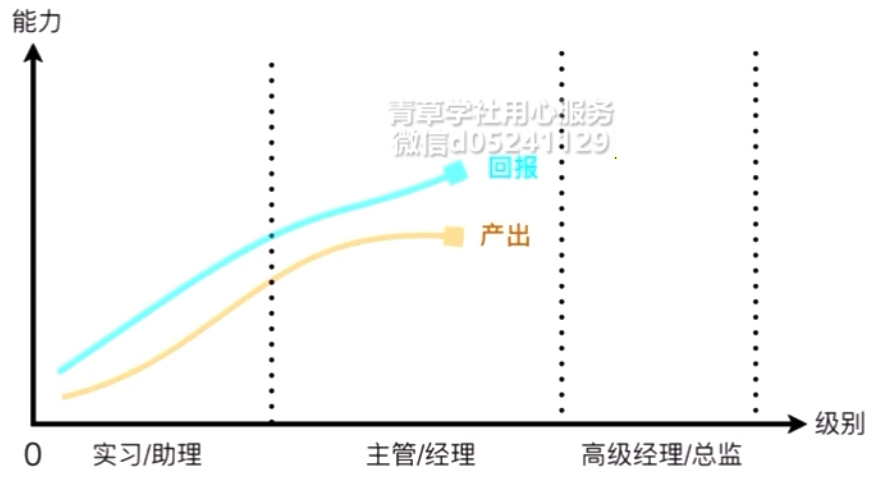 能力
青草学社用心服务
微信d05241129
回报
产出
级别
0
实习/助理
主管/经理
高级经理/总监